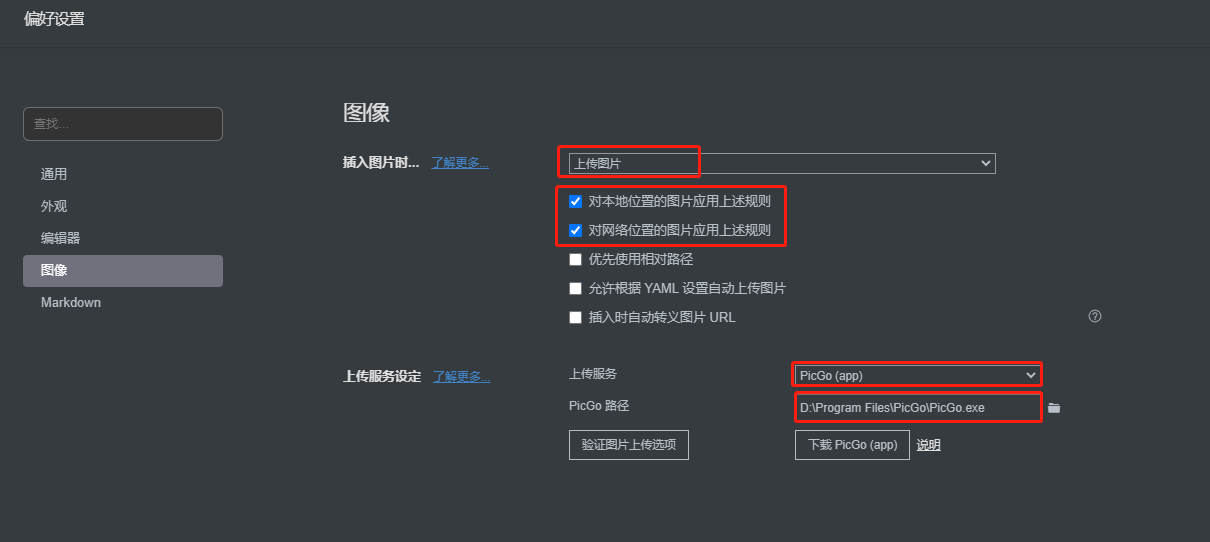 偏好设置
查找...
通用
外观
编辑器
图像
Markdown
图像
插入图片时... 了解更多...
上传图片
对本地位置的图片应用上述规则
对网络位置的图片应用上述规则
优先使用相对路径
允许根据 YAML 设置自动上传图片
插入时自动转义图片 URL
?
上传服务设定 了解更多...
上传服务 PicGo (app)
PicGo 路径 D:\Program Files\PicGo\PicGo.exe
验证图片上传选项 下载 PicGo (app) 说明